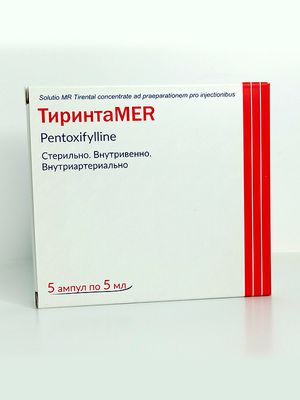 Solutio MR Tirental concentrate ad praeparationem pro injectionibus
ТиринтаMER
Pentoxifylline
Стерильно. Внутривенно.
Внутриартериально
5 ампул по 5 мл